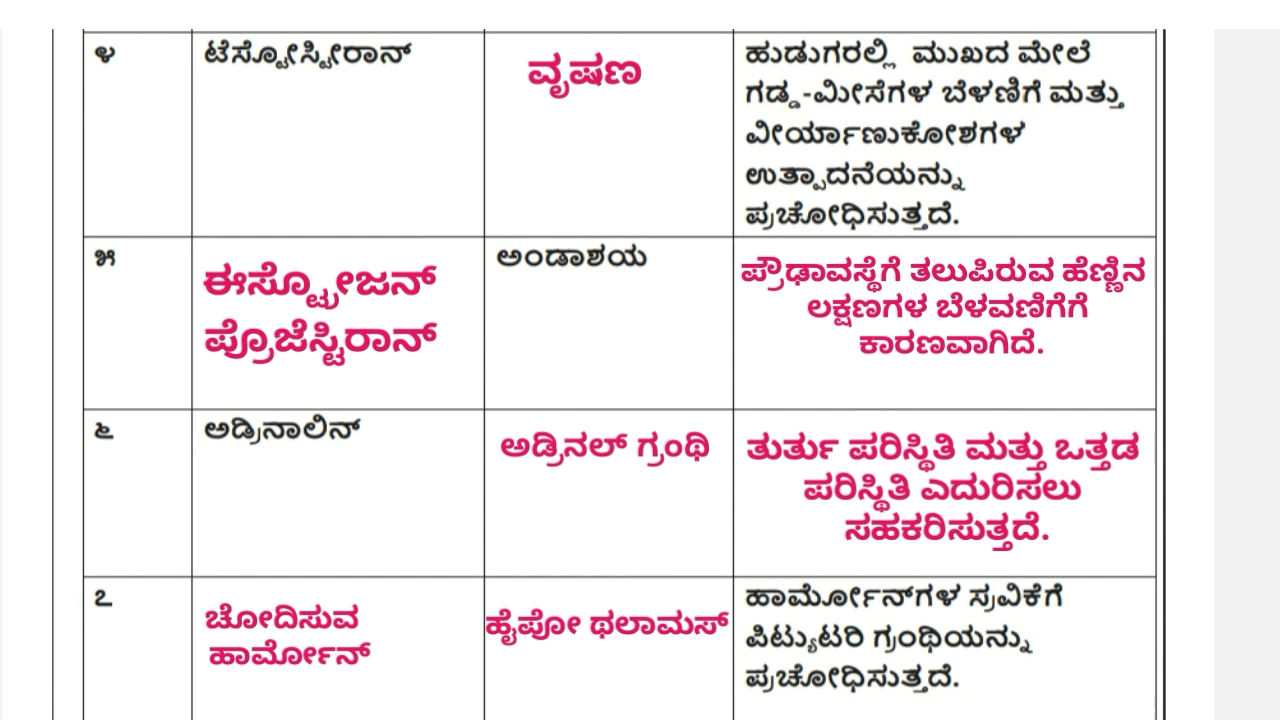 ೪
ಟೆಸ್ಟೋಸ್ಟೀರಾನ್
ವೃಷಣ
ಹುಡುಗರಲ್ಲಿ ಮುಖದ ಮೇಲೆ
ಗಡ್ಡ-ಮೀಸೆಗಳ ಬೆಳಣಿಗೆ ಮತ್ತು
ವೀರ್ಯಾಣುಕೋಶಗಳ
ಉತ್ಪಾದನೆಯನ್ನು
ಪ್ರಚೋಧಿಸುತ್ತದೆ.
೫
ಈಸ್ಟ್ರೋಜನ್
ಪ್ರೊಜೆಸ್ಟಿರಾನ್
ಅಂಡಾಶಯ
ಪ್ರೌಢಾವಸ್ಥೆಗೆ ತಲುಪಿರುವ ಹೆಣ್ಣಿನ
ಲಕ್ಷಣಗಳ ಬೆಳವಣಿಗೆಗೆ
ಕಾರಣವಾಗಿದೆ.
೬
ಅಡ್ರಿನಾಲಿನ್
ಅಡ್ರಿನಲ್ ಗ್ರಂಥಿ
ತುರ್ತು ಪರಿಸ್ಥಿತಿ ಮತ್ತು ಒತ್ತಡ
ಪರಿಸ್ಥಿತಿ ಎದುರಿಸಲು
ಸಹಕರಿಸುತ್ತದೆ.
೭
ಚೋದಿಸುವ
ಹಾರ್ಮೋನ್
ಹೈಪೋ ಥಲಾಮಸ್
ಹಾರ್ಮೋನ್‌ಗಳ ಸ್ರವಿಕೆಗೆ
ಪಿಟ್ಯುಟರಿ ಗ್ರಂಥಿಯನ್ನು
ಪ್ರಚೋಧಿಸುತ್ತದೆ.